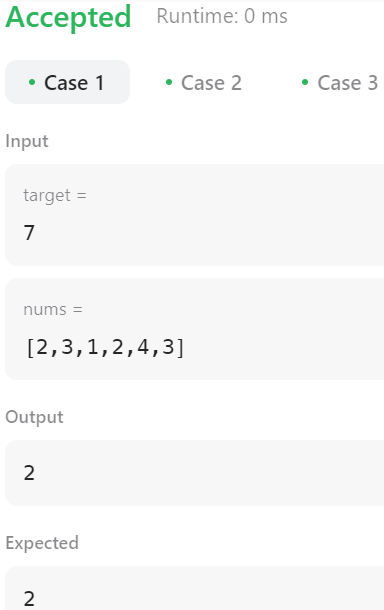 Accepted Runtime: 0 ms
• Case 1 • Case 2 • Case 3
Input
target =
7
nums =
[2,3,1,2,4,3]
Output
2
Expected
2